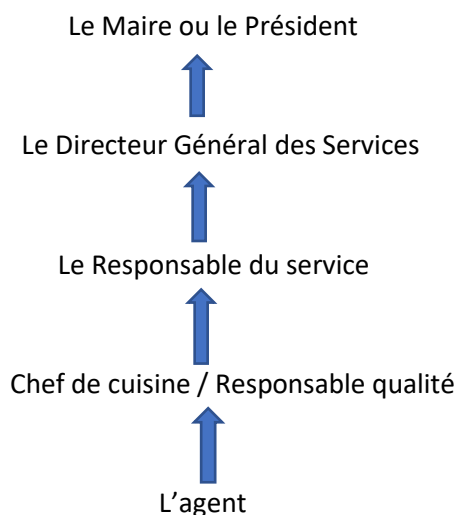 Le Maire ou le Président
Le Directeur Général des Services
Le Responsable du service
Chef de cuisine / Responsable qualité
L’agent